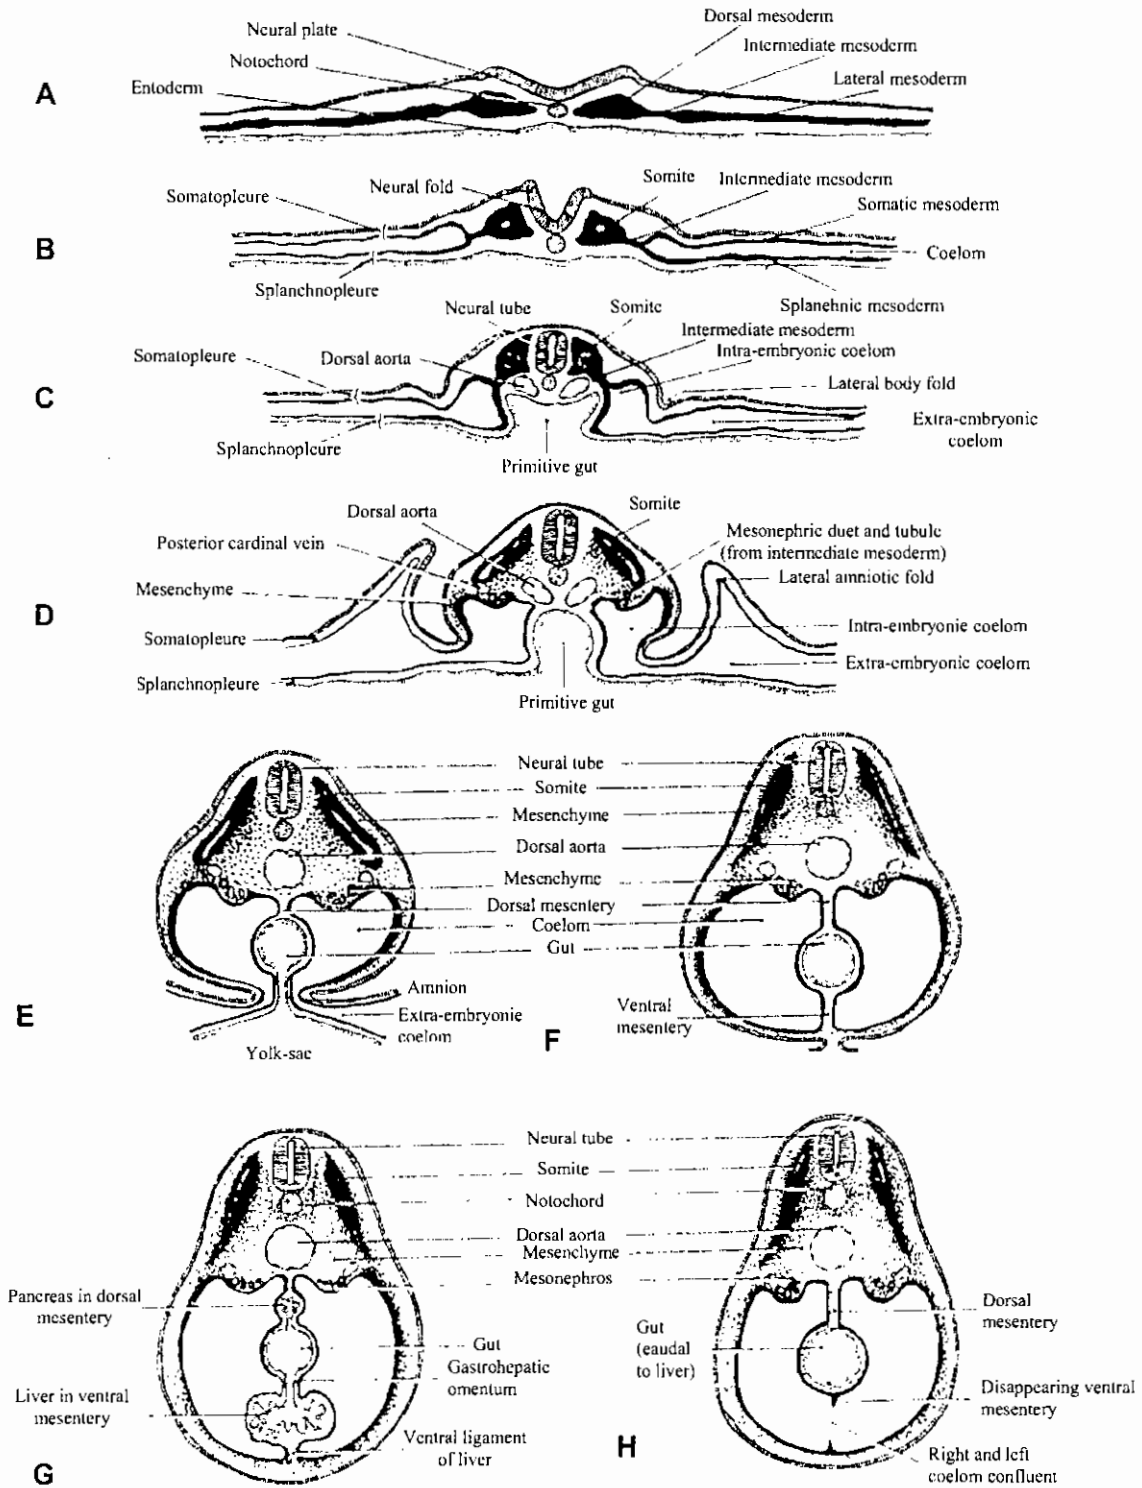 A
Neural plate
Notochord
Entoderm
Dorsal mesoderm
Intermediate mesoderm
Lateral mesoderm
B
Somatopleure
Neural fold
Somite
Intermediate mesoderm
Somatic mesoderm
Coelom
Splanchnopleure
Splanehnic mesoderm
C
Neural tube
Somite
Intermediate mesoderm
Intra-embryonic coelom
Somatopleure
Dorsal aorta
Lateral body fold
Extra-embryonic
coelom
Splanchnopleure
Primitive gut
D
Dorsal aorta
Somite
Posterior cardinal vein
Mesonephric duet and tubule
(from intermediate mesoderm)
Lateral amniotic fold
Mesenchyme
Intra-embryonie coelom
Somatopleure
Extra-embryonic coelom
Splanchnopleure
Primitive gut
Neural tube
Somite
Mesenchyme
Dorsal aorta
Mesenchyme
Dorsal mesentery
Coelom
Gut
Amnion
Extra-embryonie
coelom
Yolk-sac
E
Ventral
mesentery
F
Neural tube
Somite
Notochord
Dorsal aorta
Mesenchyme
Mesonephros
Pancreas in dorsal
mesentery
Gut
Gastrohepatic
omentum
Liver in ventral
mesentery
Ventral ligament
of liver
G
Gut
(eaudal
to liver)
Dorsal
mesentery
Disappearing ventral
mesentery
Right and left
coelom confluent
H